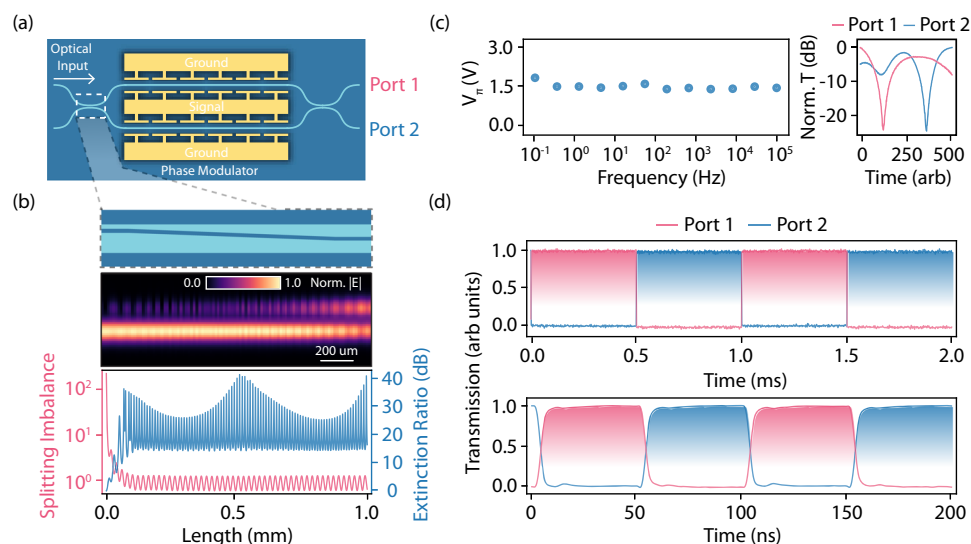 (a)
Optical
Input
Ground
Signal
Ground
Phase Modulator
Port 1
Port 2
(b)
0.0
1.0
Norm. |E|
200 um
Splitting Imbalance
10²
10¹
10⁰
Extinction Ratio (dB)
40
30
20
10
0
0.0
0.5
1.0
Length (mm)
(c)
V_π (V)
3.0
1.5
0.0
10⁻¹
10⁰
10¹
10²
10³
10⁴
10⁵
Frequency (Hz)
Port 1
Port 2
Norm. T (dB)
0
-10
-20
0
250
500
Time (arb)
(d)
Port 1
Port 2
Transmission (arb units)
1.0
0.5
0.0
0.0
0.5
1.0
1.5
2.0
Time (ms)
1.0
0.5
0.0
0
50
100
150
200
Time (ns)